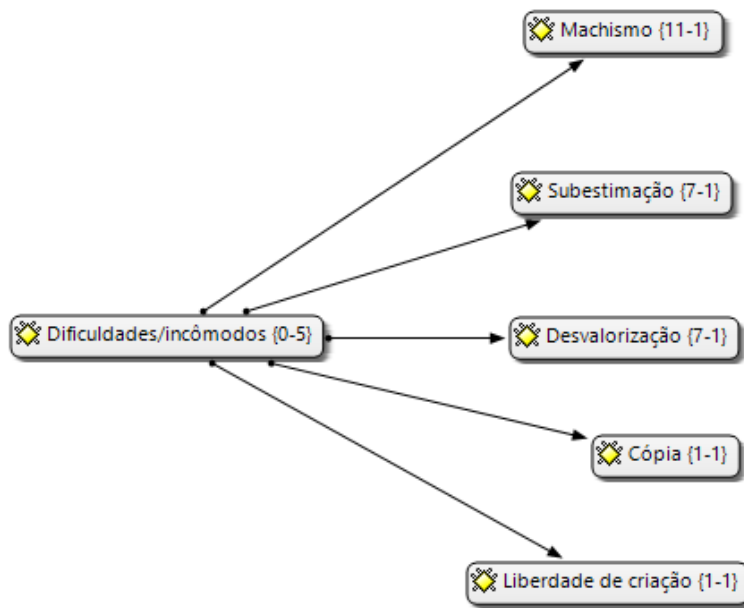 Machismo {11-1}
Subestimação {7-1}
Dificuldades/incômodos {0-5}
Desvalorização {7-1}
Cópia {1-1}
Liberdade de criação {1-1}